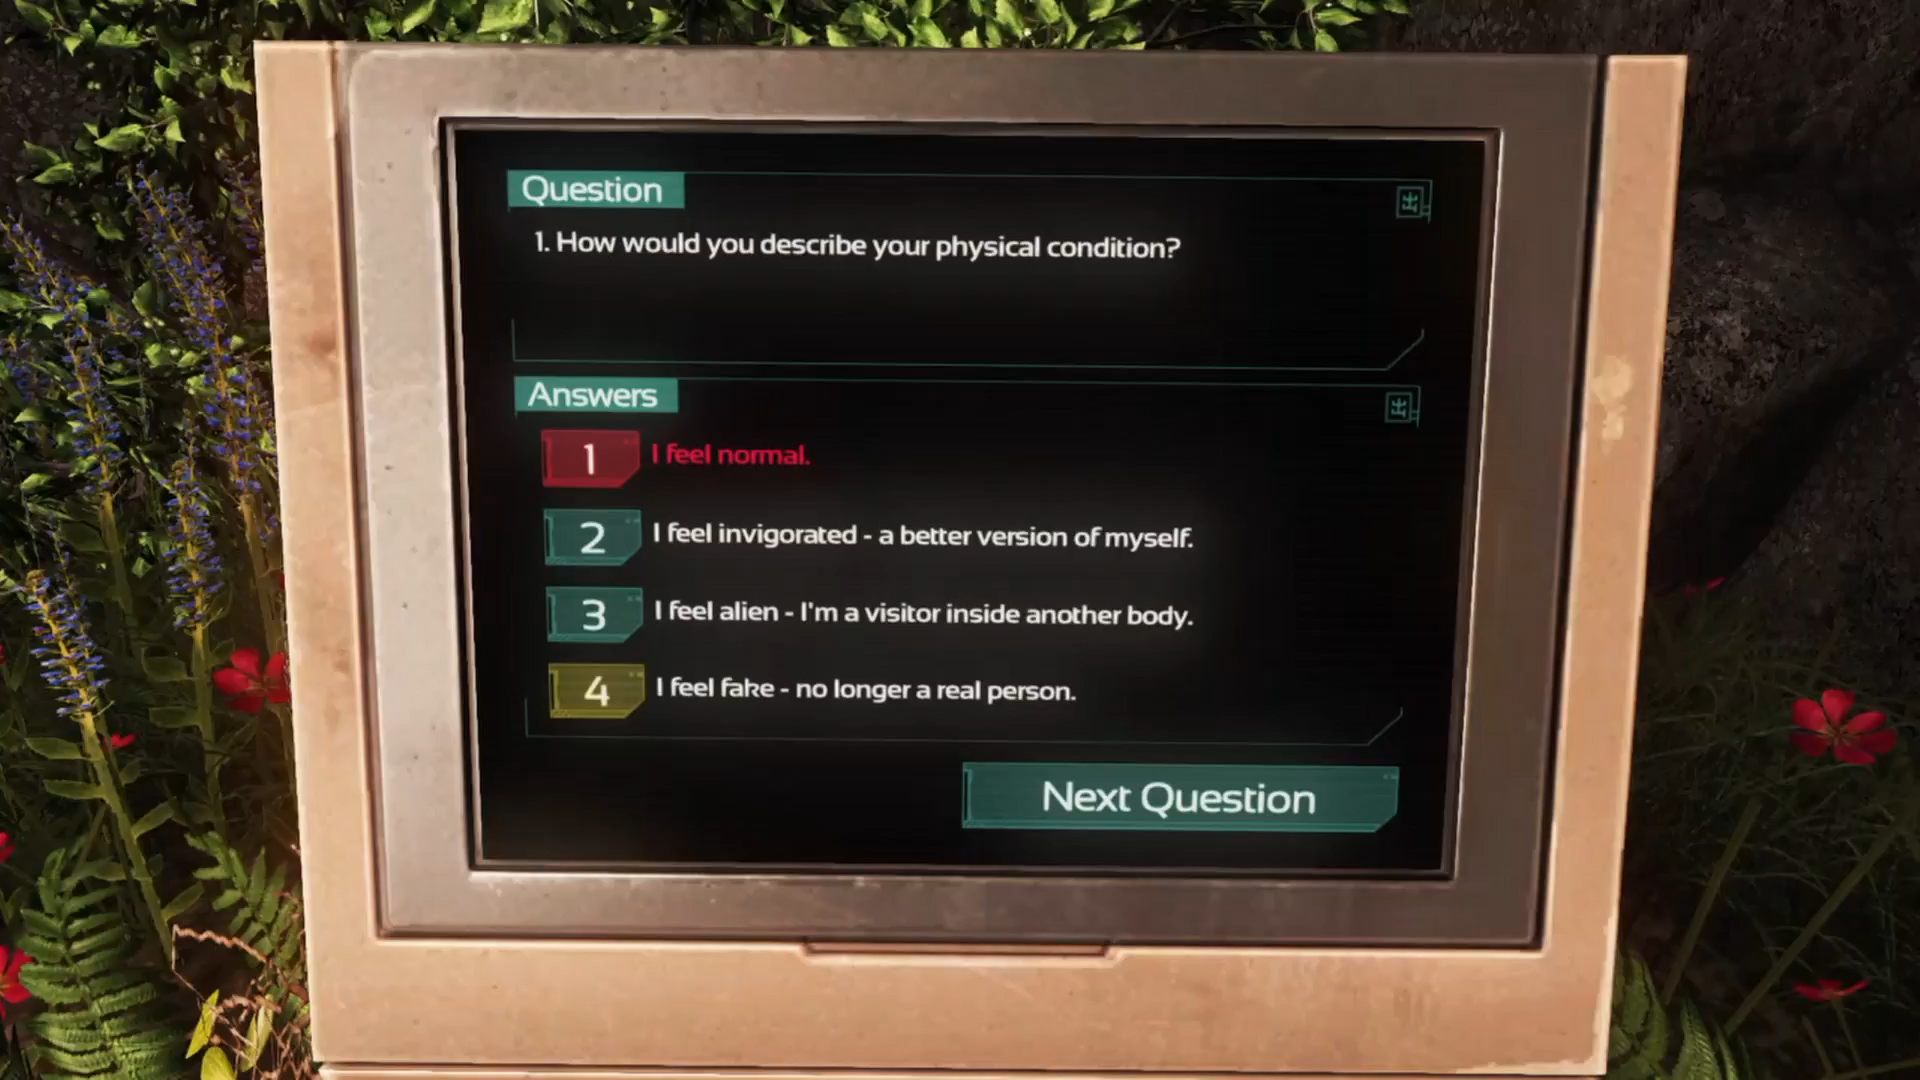 Question
1. How would you describe your physical condition?
Answers
1 I feel normal.
2 I feel invigorated - a better version of myself.
3 I feel alien - I'm a visitor inside another body.
4 I feel fake - no longer a real person.
Next Question